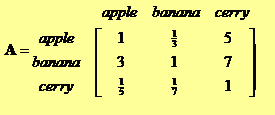 apple banana cerry
apple 1 1/3 5
A = banana 3 1 7
cerry 1/5 1/7 1